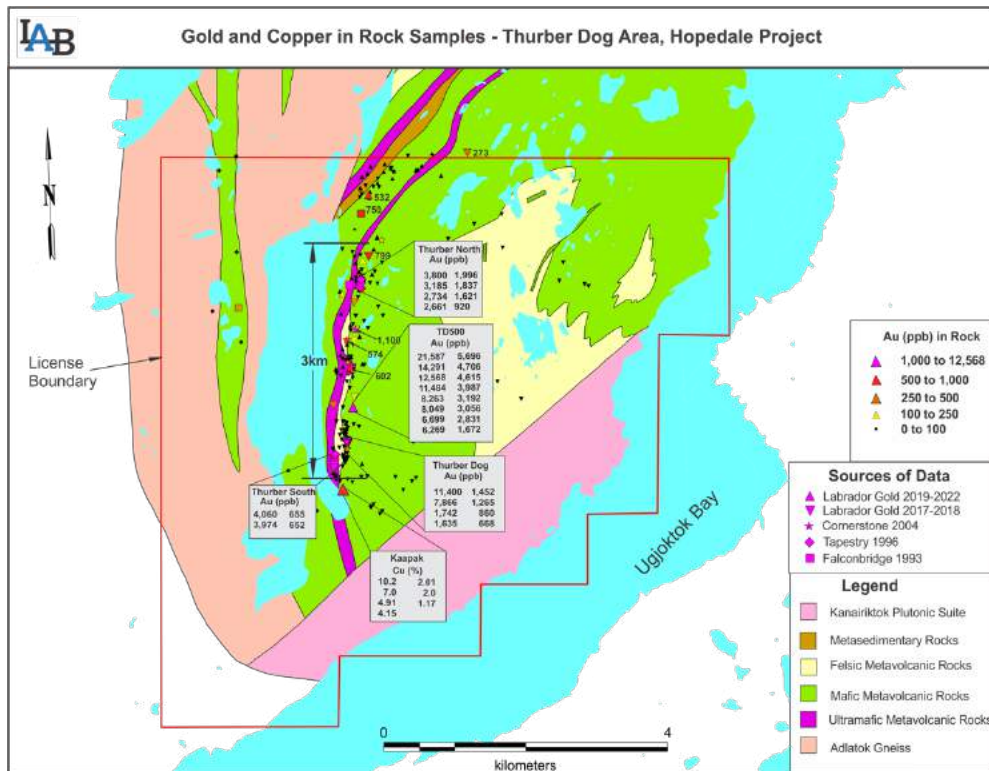 LAB
Gold and Copper in Rock Samples - Thurber Dog Area, Hopedale Project
N
273
532
750
799
Thurber North
Au (ppb)
3,800 1,996
3,185 1,837
2,734 1,621
2,661 920
1,100
574
602
3km
TD500
Au (ppb)
21,587 5,696
14,291 4,706
12,568 4,615
11,484 3,987
8,263 3,192
8,049 3,056
6,699 2,831
6,269 1,672
License
Boundary
Thurber Dog
Au (ppb)
11,400 1,452
7,866 1,265
1,742 860
1,635 668
Thurber South
Au (ppb)
4,060 655
3,974 652
Kaapak
Cu (%)
10.2 2.01
7.0 2.0
4.91 1.17
4.15
Ugjoktok Bay
Au (ppb) in Rock
1,000 to 12,568
500 to 1,000
250 to 500
100 to 250
0 to 100
Sources of Data
Labrador Gold 2019-2022
Labrador Gold 2017-2018
Cornerstone 2004
Tapestry 1996
Falconbridge 1993
Legend
Kanairiktok Plutonic Suite
Metasedimentary Rocks
Felsic Metavolcanic Rocks
Mafic Metavolcanic Rocks
Ultramafic Metavolcanic Rocks
Adlatok Gneiss
0 4
kilometers